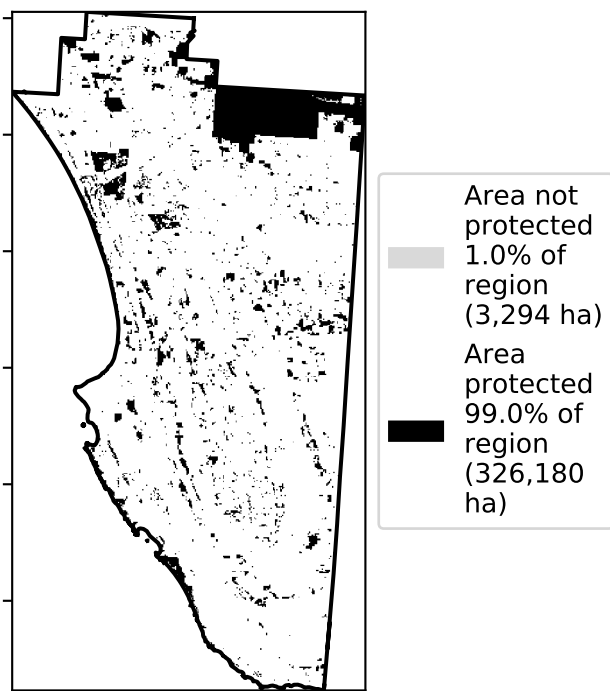 Area not
protected
1.0% of
region
(3,294 ha)
Area
protected
99.0% of
region
(326,180
ha)